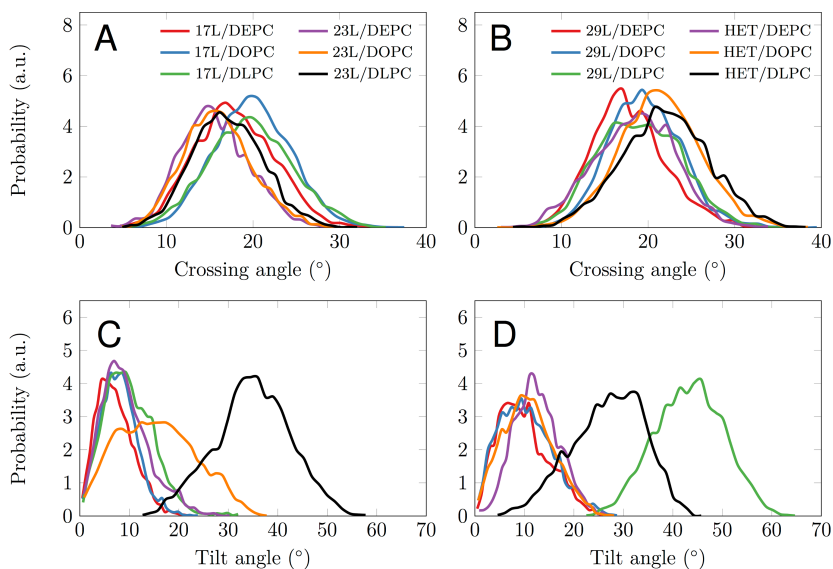 A
17L/DEPC 23L/DEPC
17L/DOPC 23L/DOPC
17L/DLPC 23L/DLPC
Probability (a.u.)
8
6
4
2
0
0 10 20 30 40
Crossing angle (°)
B
29L/DEPC HET/DEPC
29L/DOPC HET/DOPC
29L/DLPC HET/DLPC
8
6
4
2
0
0 10 20 30 40
Crossing angle (°)
C
Probability (a.u.)
6
5
4
3
2
1
0
0 10 20 30 40 50 60 70
Tilt angle (°)
D
6
5
4
3
2
1
0
0 10 20 30 40 50 60 70
Tilt angle (°)